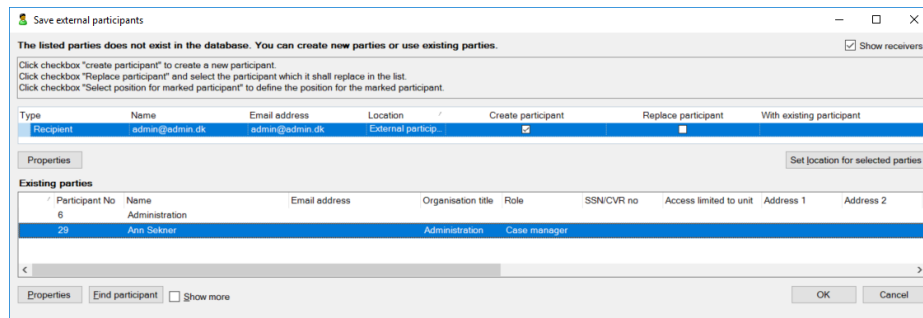 Save external participants
The listed parties does not exist in the database. You can create new parties or use existing parties.
Show receivers
Click checkbox "create participant" to create a new participant.
Click checkbox "Replace participant" and select the participant which it shall replace in the list.
Click checkbox "Select position for marked participant" to define the position for the marked participant.
Type Name Email address Location Create participant Replace participant With existing participant
Recipient admin@admin.dk admin@admin.dk External particip...
Properties Set location for selected parties
Existing parties
Participant No Name Email address Organisation title Role SSN/CVR no Access limited to unit Address 1 Address 2
6 Administration
29 Ann Sekner Administration Case manager
Properties Find participant Show more OK Cancel